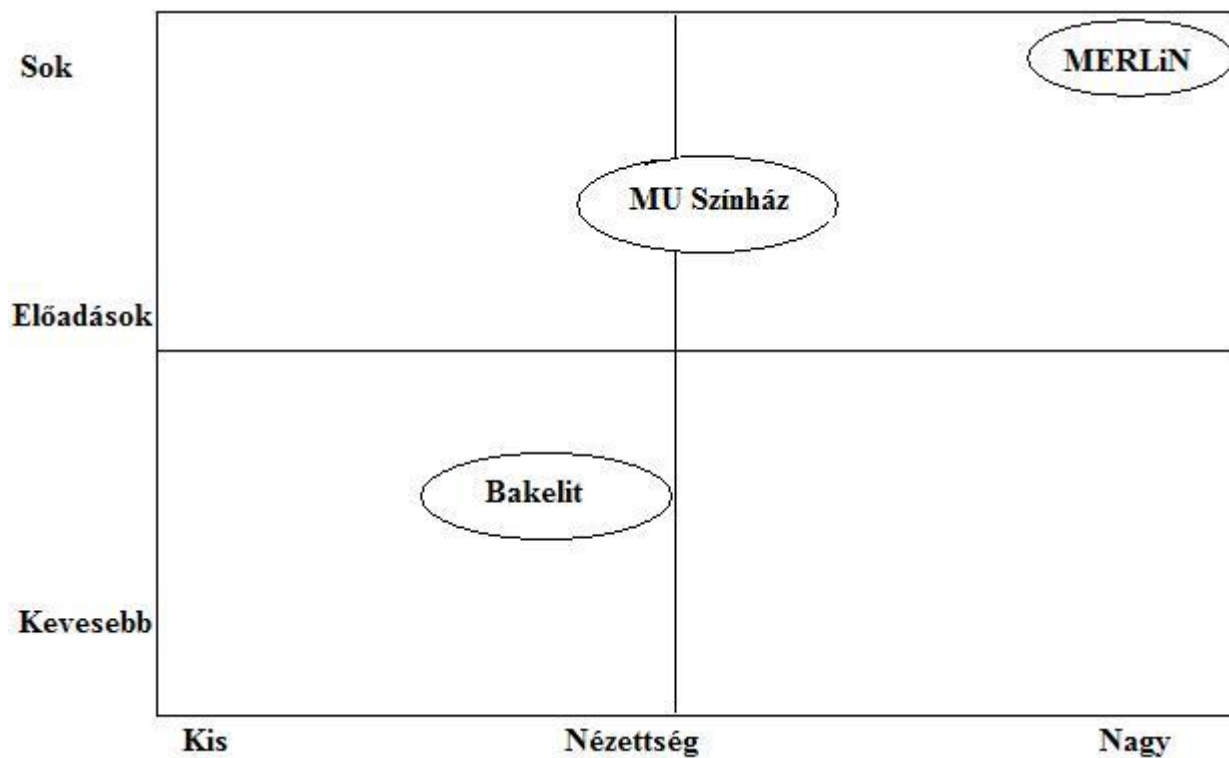 Sok
MERLiN
MU Színház
Előadások
Bakelit
Kevesebb
Kis
Nézettség
Nagy